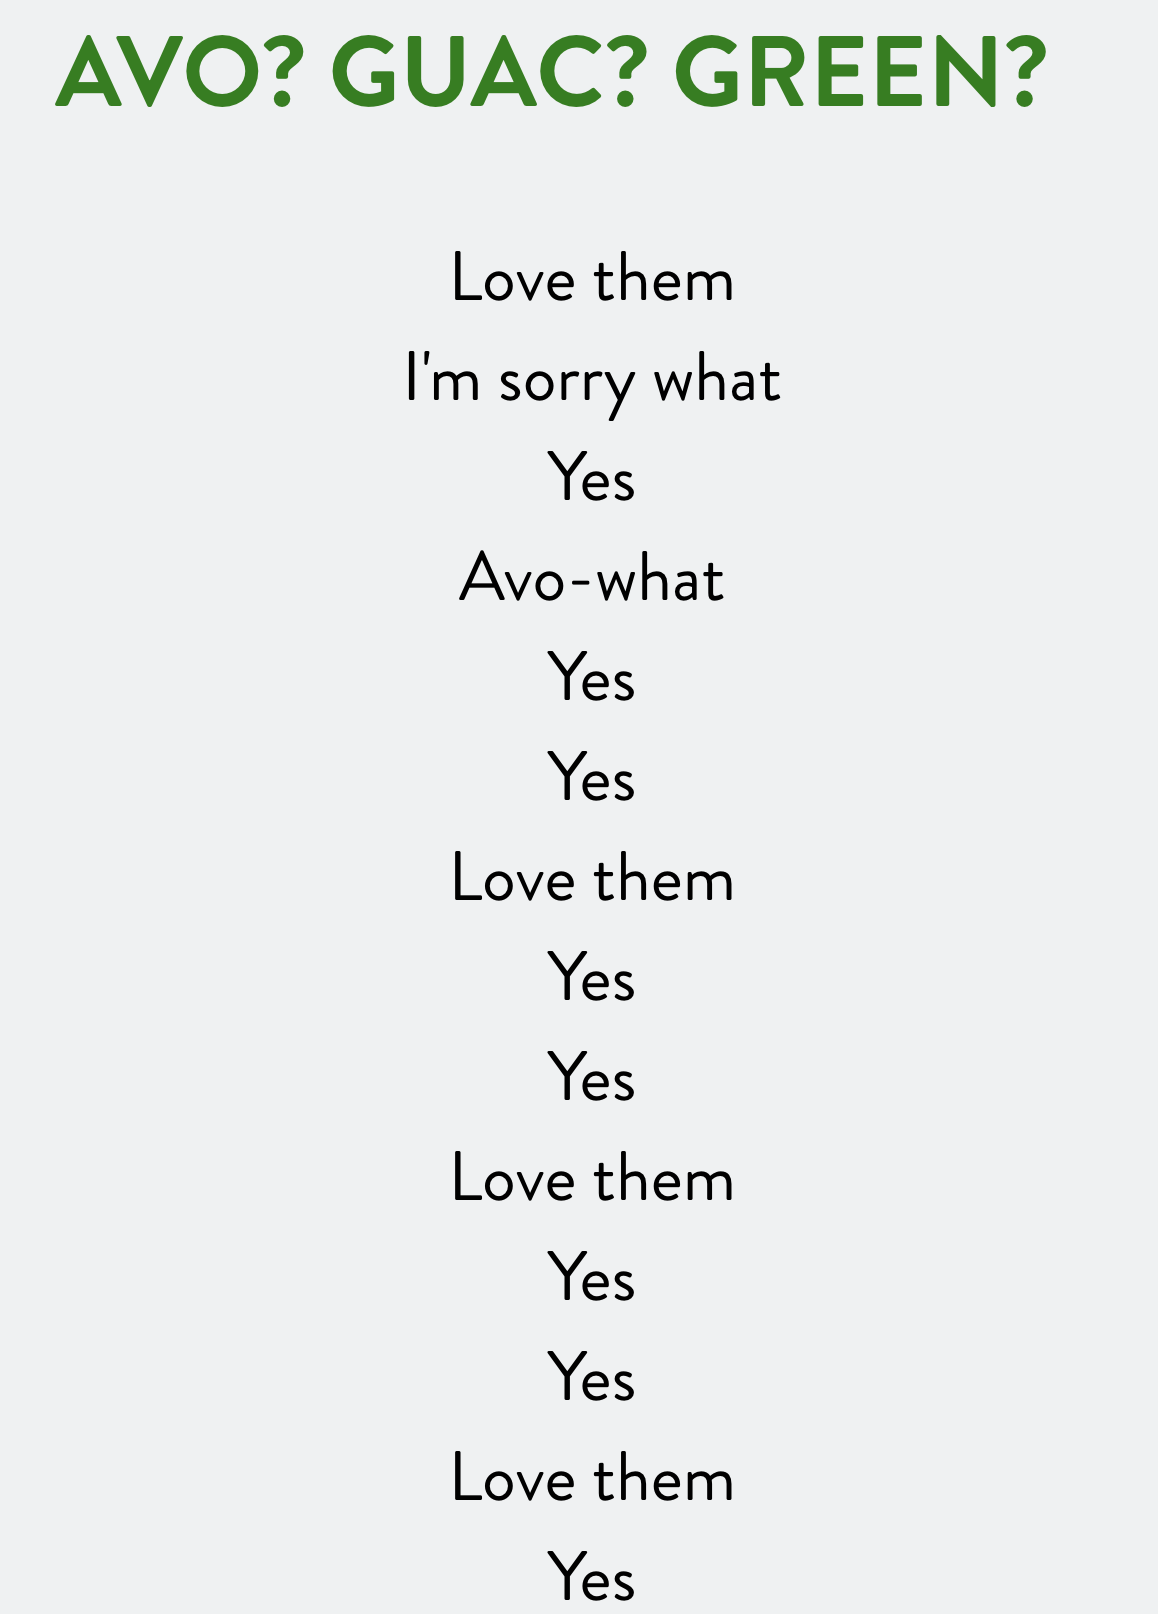 AVO? GUAC? GREEN?
Love them
I'm sorry what
Yes
Avo-what
Yes
Yes
Love them
Yes
Yes
Love them
Yes
Yes
Love them
Yes